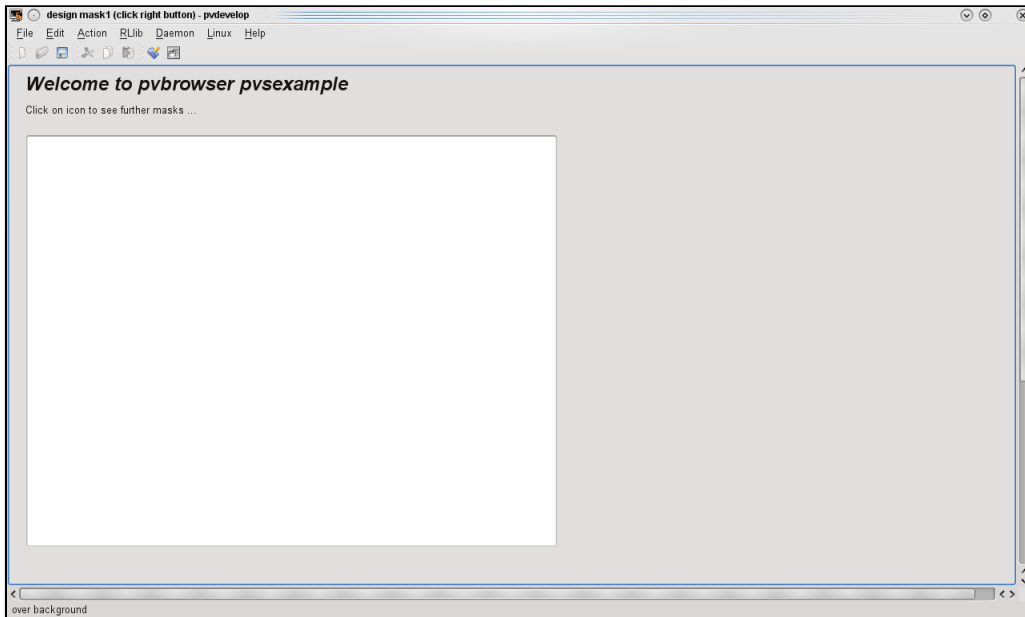 design mask1 (click right button) - pvdevelop
File Edit Action RLlib Daemon Linux Help
Welcome to pvbrowser pvsexample
Click on icon to see further masks ...
over background